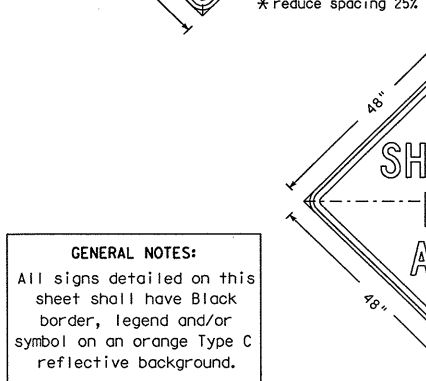 * reduce spacing 25%
48"
SH
A
48"
GENERAL NOTES:
All signs detailed on this
sheet shall have Black
border, legend and/or
symbol on an orange Type C
reflective background.